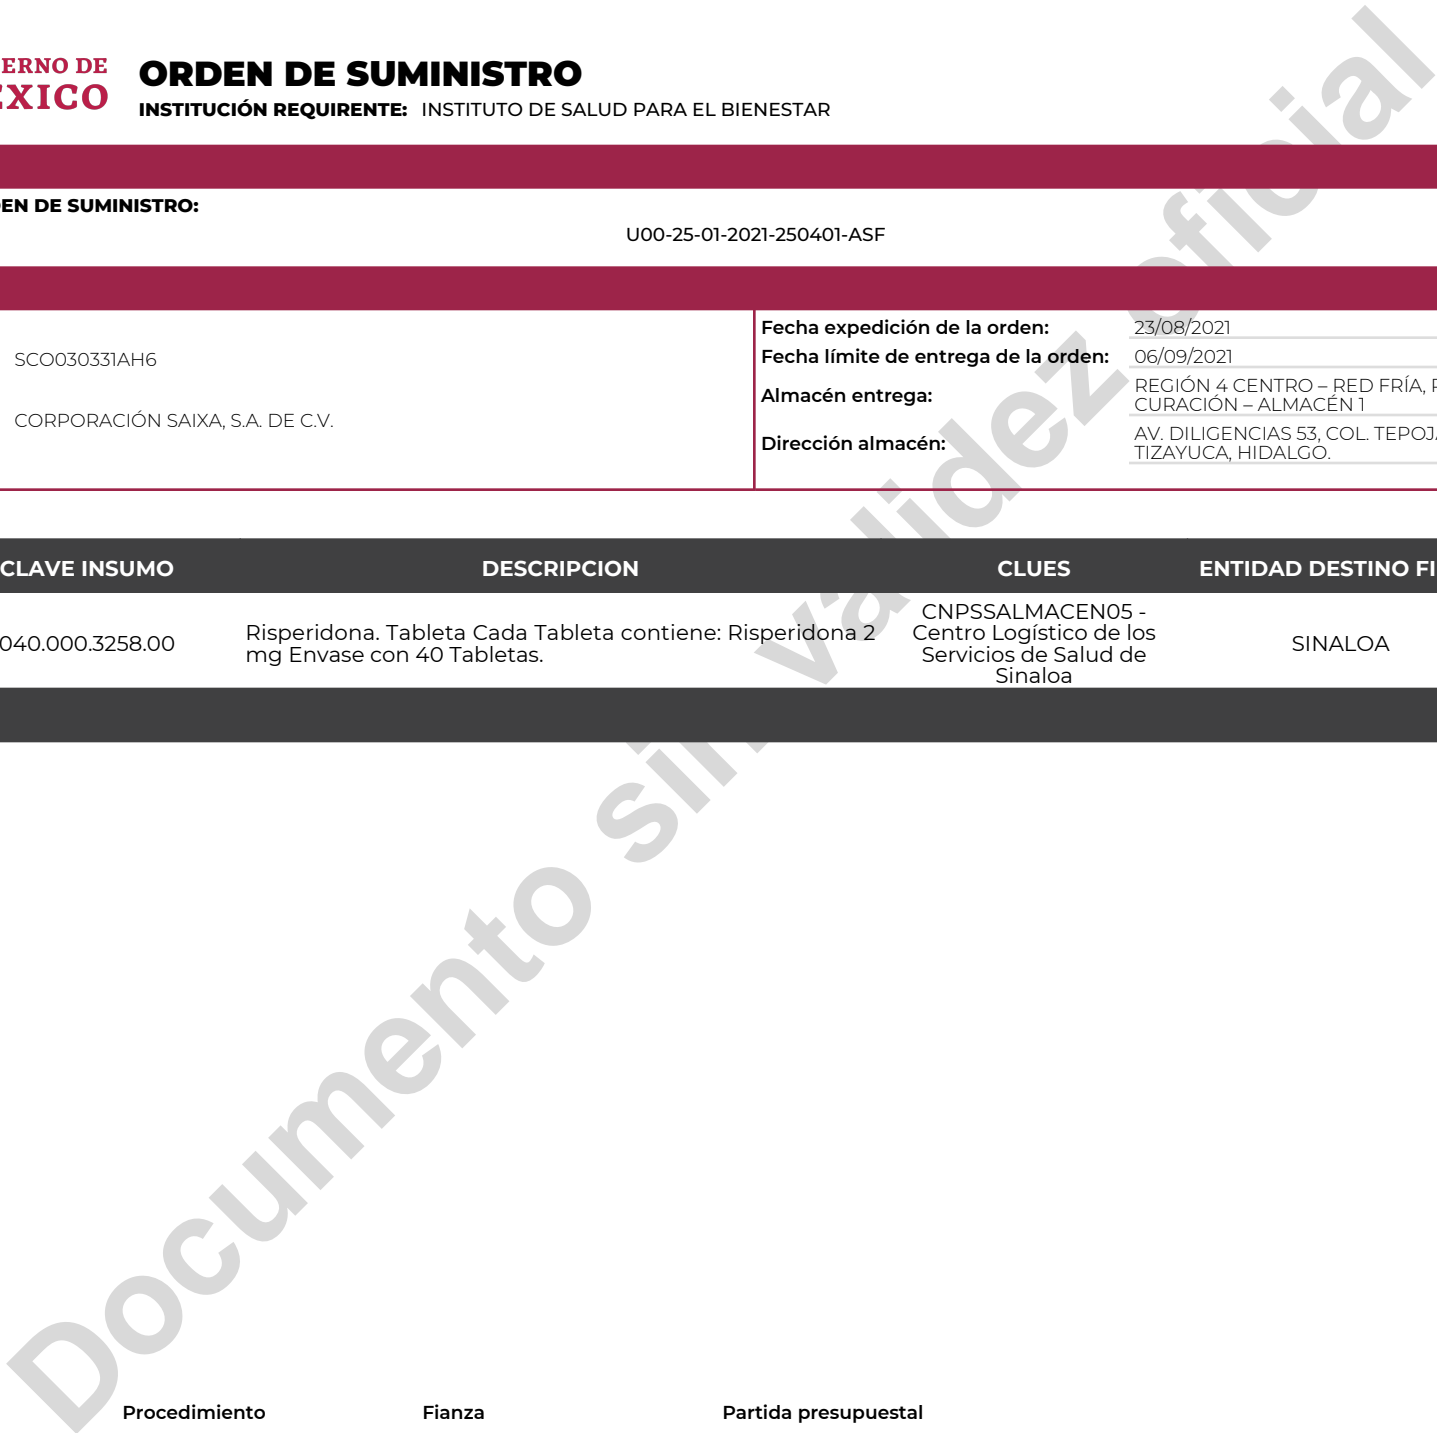 ERNO DE
EXICO
ORDEN DE SUMINISTRO
INSTITUCIÓN REQUIRENTE: INSTITUTO DE SALUD PARA EL BIENESTAR
EN DE SUMINISTRO:
U00-25-01-2021-250401-ASF
SCO030331AH6
CORPORACIÓN SAIXA, S.A. DE C.V.
Fecha expedición de la orden: 23/08/2021
Fecha límite de entrega de la orden: 06/09/2021
Almacén entrega: REGIÓN 4 CENTRO – RED FRÍA,
CURACIÓN – ALMACÉN 1
Dirección almacén: AV. DILIGENCIAS 53, COL. TEPOJA
TIZAYUCA, HIDALGO.
CLAVE INSUMO DESCRIPCION CLUES ENTIDAD DESTINO FI
040.000.3258.00
Risperidona. Tableta Cada Tableta contiene: Risperidona 2
mg Envase con 40 Tabletas.
CNPSSALMACEN05 -
Centro Logístico de los
Servicios de Salud de
Sinaloa
SINALOA
Documento sin validez oficial
Procedimiento Fianza Partida presupuestal